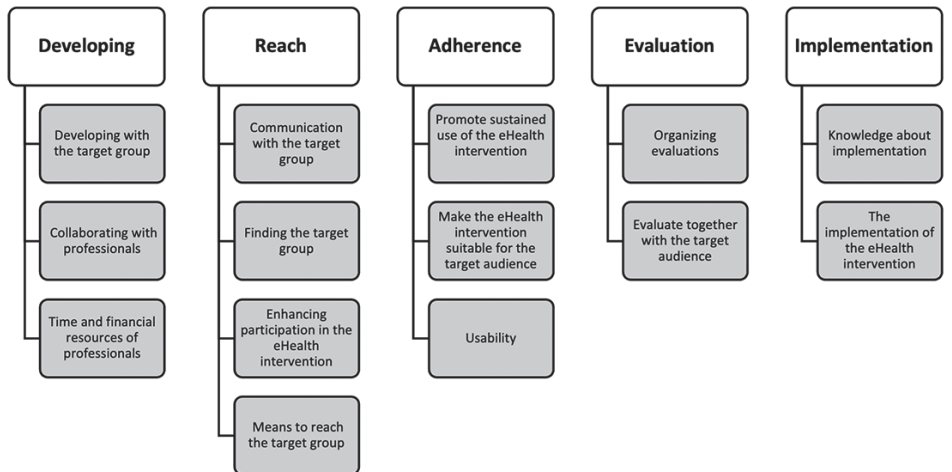 Developing
Developing with
the target group
Collaborating with
professionals
Time and financial
resources of
professionals
Reach
Communication
with the target
group
Finding the target
group
Enhancing
participation in the
eHealth
intervention
Means to reach
the target group
Adherence
Promote sustained
use of the eHealth
intervention
Make the eHealth
intervention
suitable for the
target audience
Usability
Evaluation
Organizing
evaluations
Evaluate together
with the target
audience
Implementation
Knowledge about
implementation
The
implementation of
the eHealth
intervention